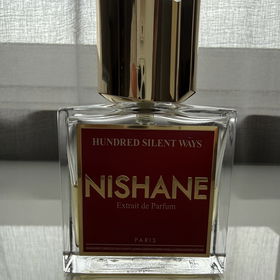 HUNDRED SILENT WAYS
NISHANE
Extrait de Parfum
PARIS